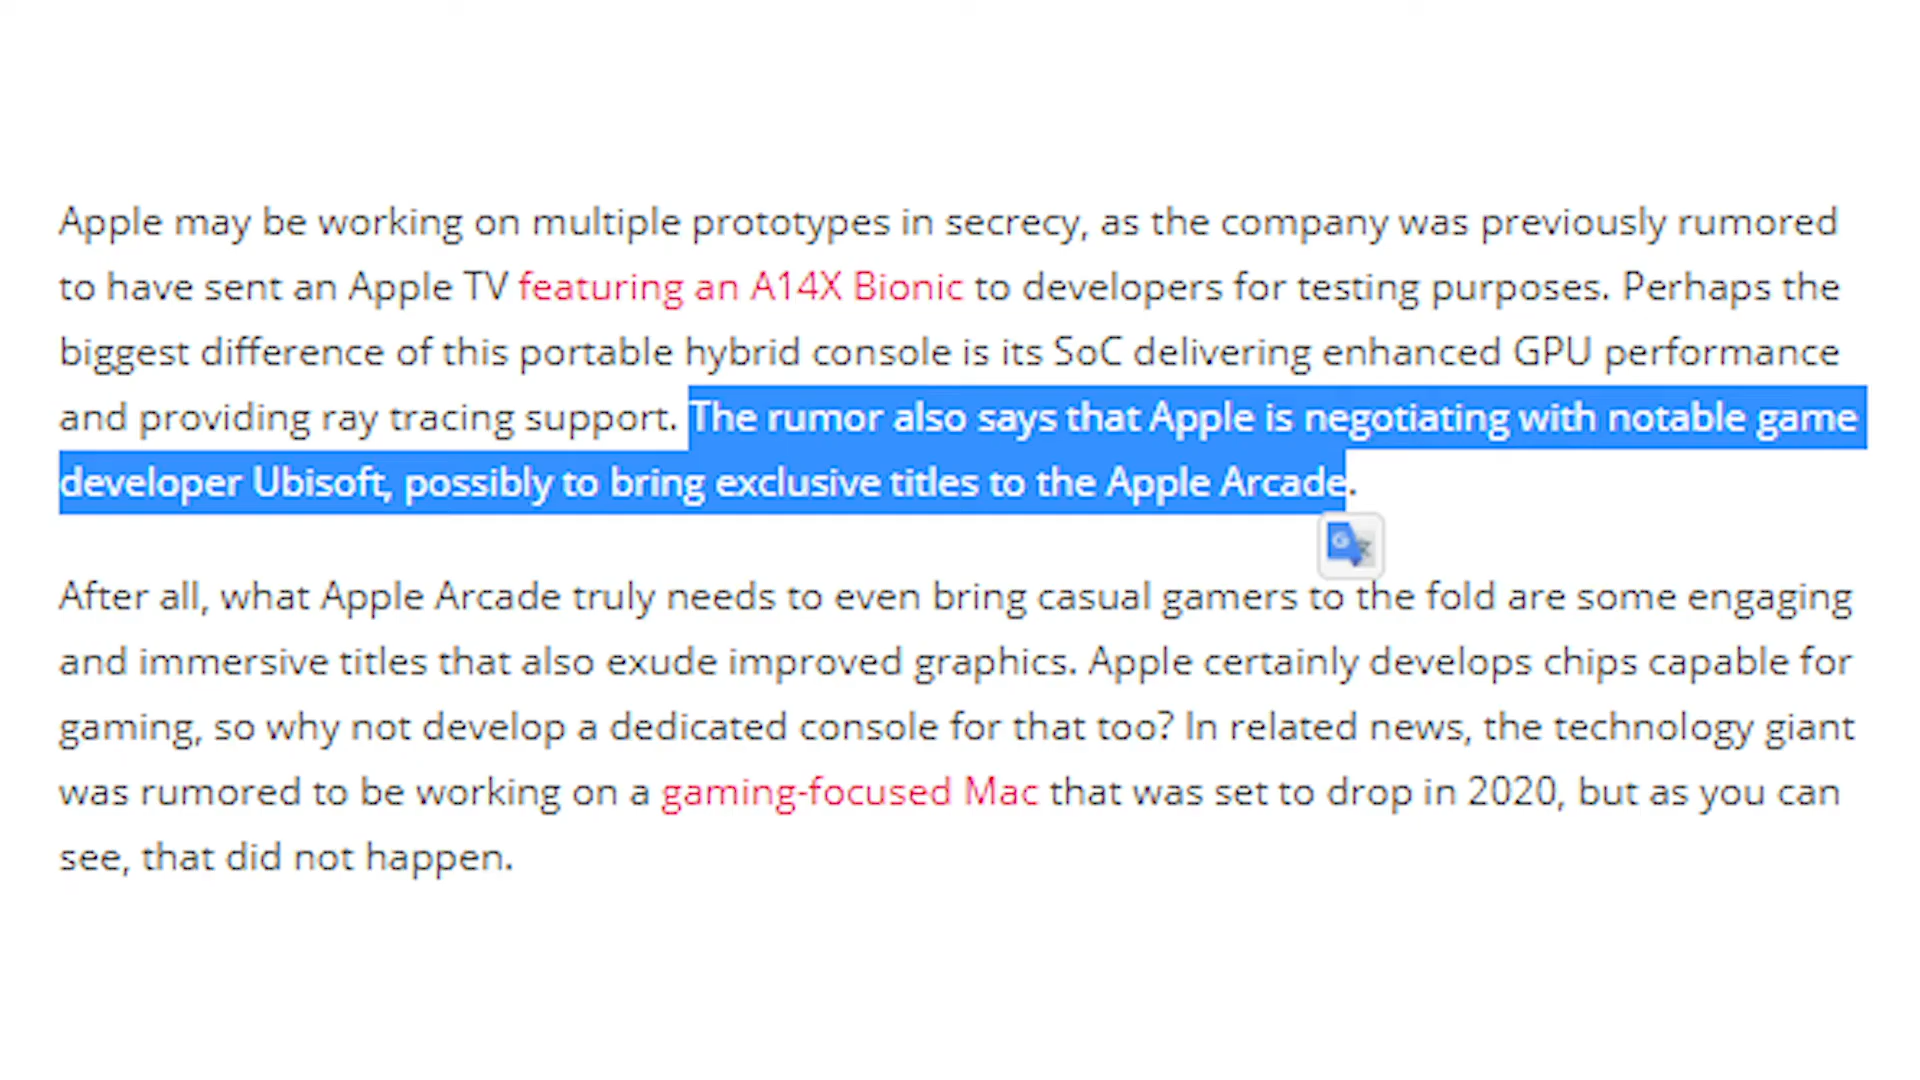 Apple may be working on multiple prototypes in secrecy, as the company was previously rumored
to have sent an Apple TV featuring an A14X Bionic to developers for testing purposes. Perhaps the
biggest difference of this portable hybrid console is its SoC delivering enhanced GPU performance
and providing ray tracing support. The rumor also says that Apple is negotiating with notable game
developer Ubisoft, possibly to bring exclusive titles to the Apple Arcade.
After all, what Apple Arcade truly needs to even bring casual gamers to the fold are some engaging
and immersive titles that also exude improved graphics. Apple certainly develops chips capable for
gaming, so why not develop a dedicated console for that too? In related news, the technology giant
was rumored to be working on a gaming-focused Mac that was set to drop in 2020, but as you can
see, that did not happen.